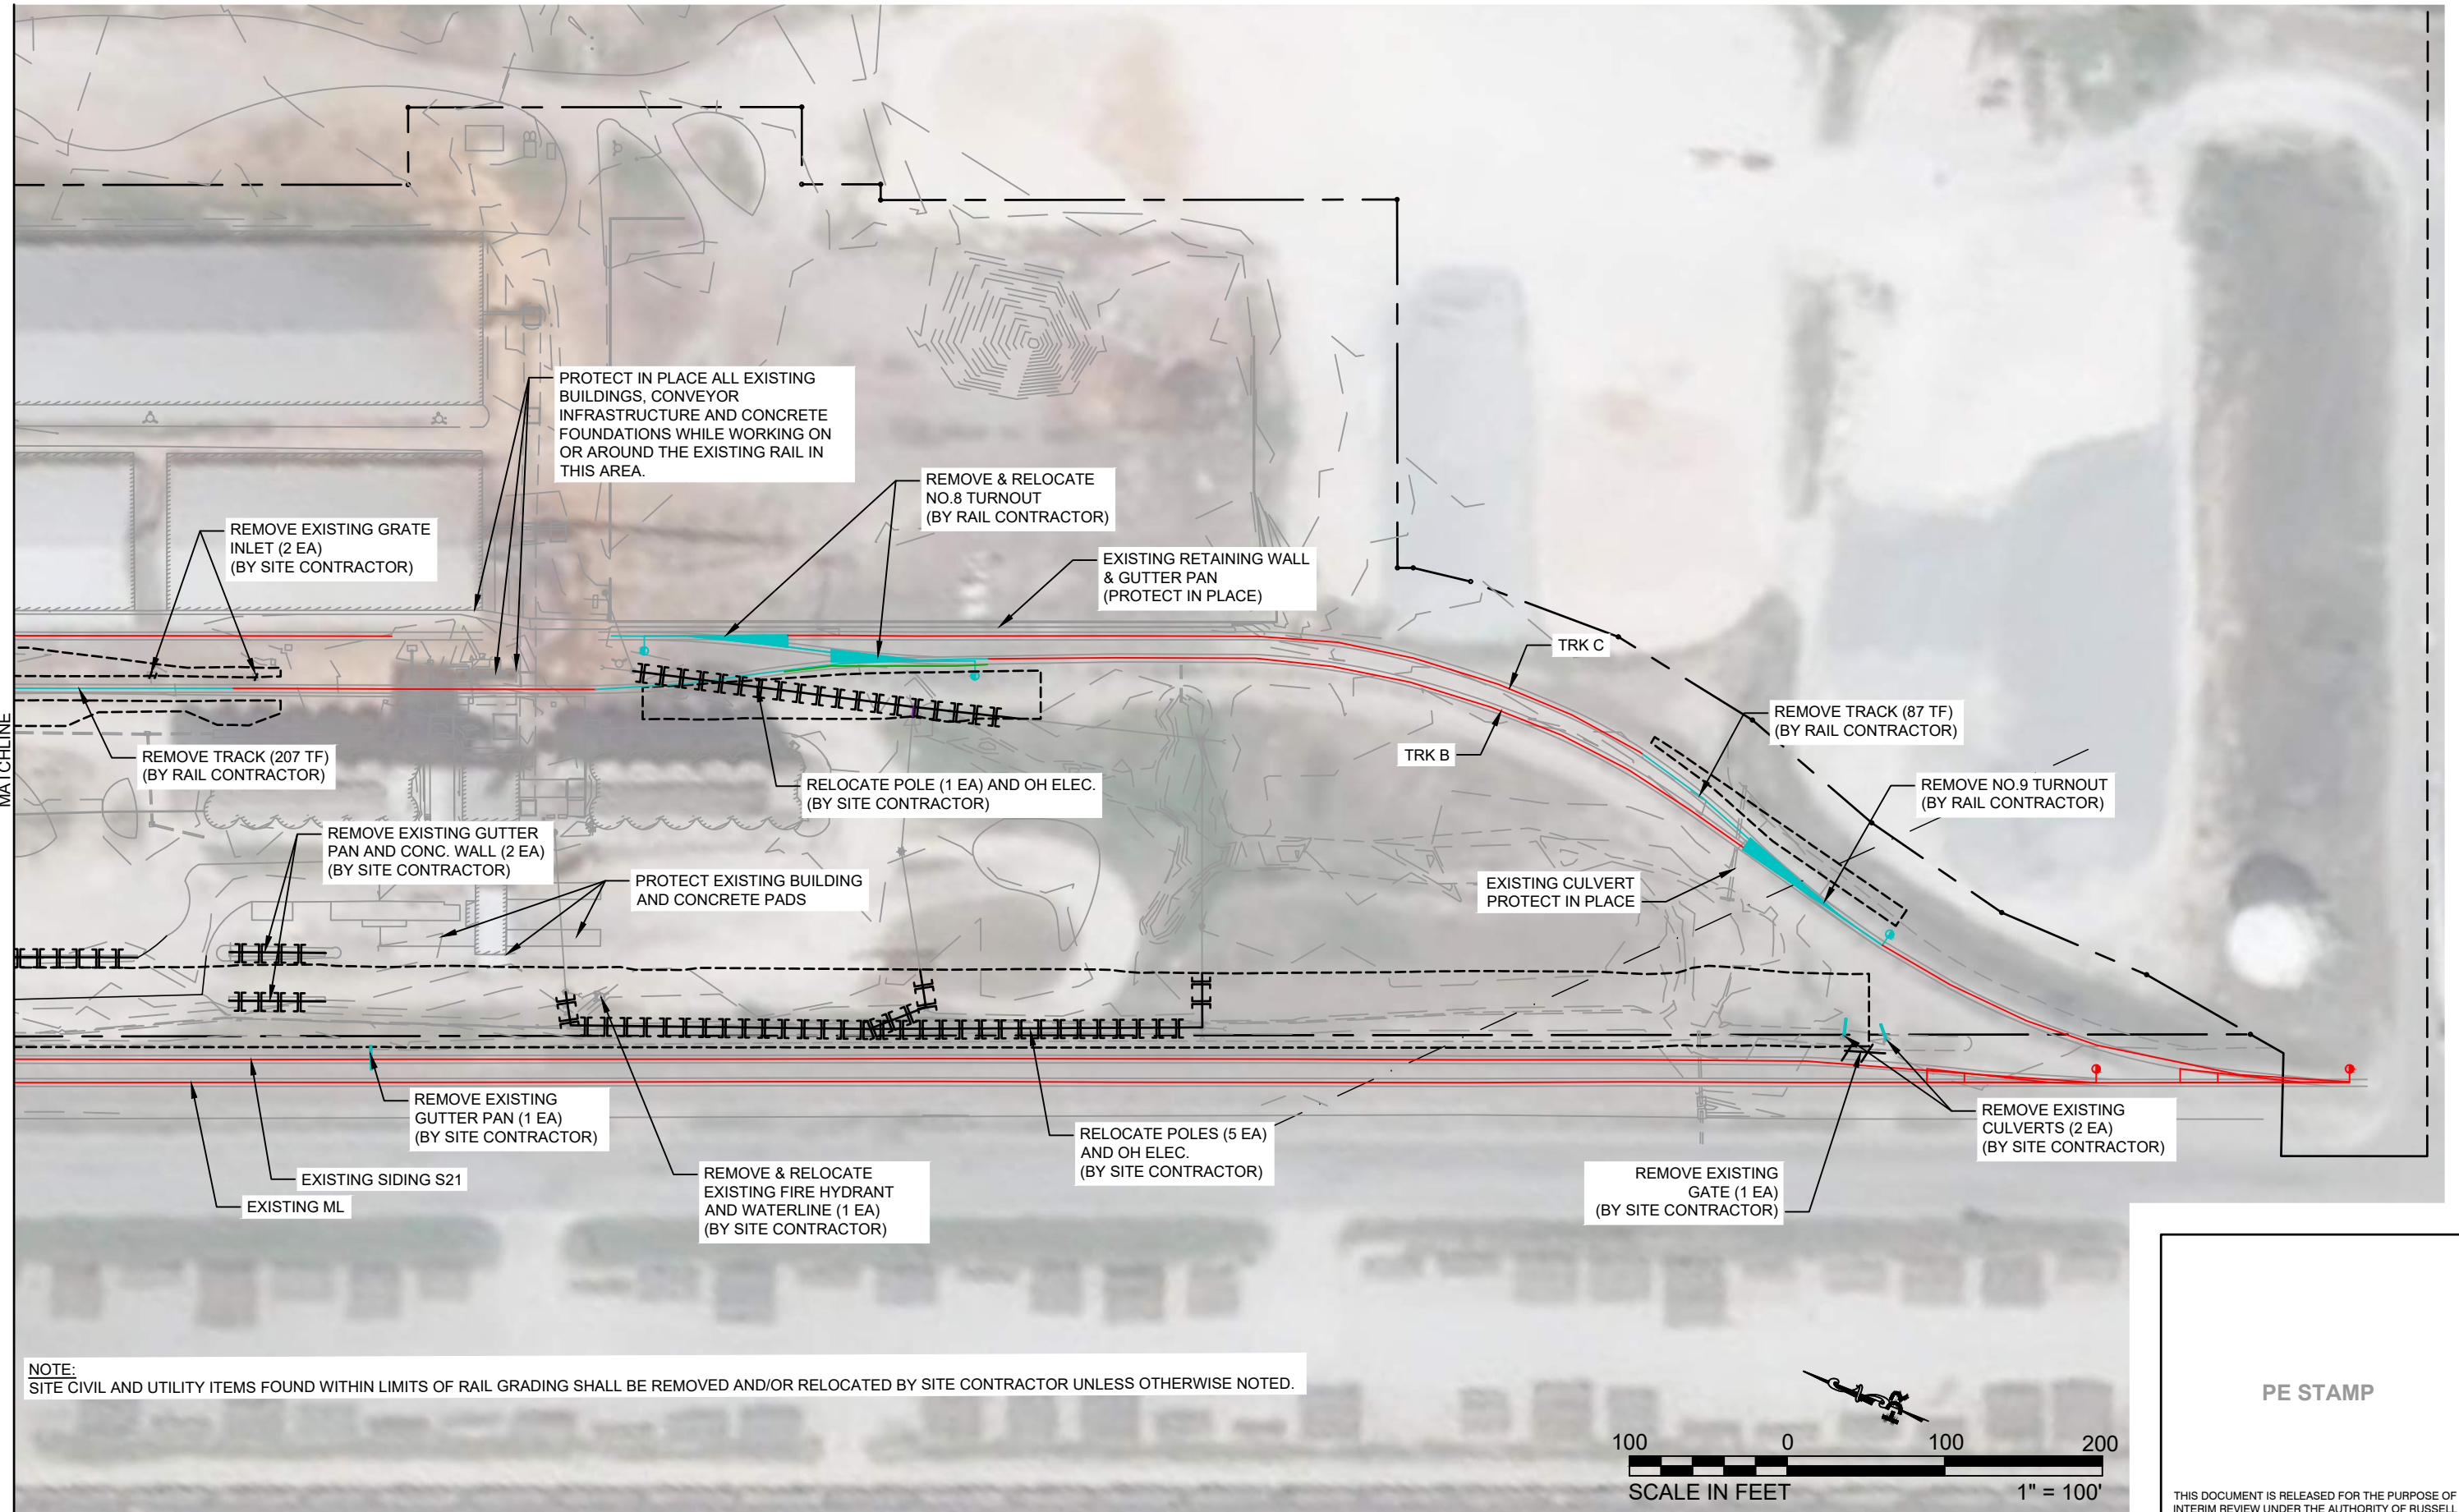 PROTECT IN PLACE ALL EXISTING
BUILDINGS, CONVEYOR
INFRASTRUCTURE AND CONCRETE
FOUNDATIONS WHILE WORKING ON
OR AROUND THE EXISTING RAIL IN
THIS AREA.
REMOVE & RELOCATE
NO.8 TURNOUT
(BY RAIL CONTRACTOR)
REMOVE EXISTING GRATE
INLET (2 EA)
(BY SITE CONTRACTOR)
EXISTING RETAINING WALL
& GUTTER PAN
(PROTECT IN PLACE)
TRK C
TRK B
REMOVE TRACK (87 TF)
(BY RAIL CONTRACTOR)
MATCHLINE
REMOVE TRACK (207 TF)
(BY RAIL CONTRACTOR)
RELOCATE POLE (1 EA) AND OH ELEC.
(BY SITE CONTRACTOR)
REMOVE NO.9 TURNOUT
(BY RAIL CONTRACTOR)
REMOVE EXISTING GUTTER
PAN AND CONC. WALL (2 EA)
(BY SITE CONTRACTOR)
PROTECT EXISTING BUILDING
AND CONCRETE PADS
EXISTING CULVERT
PROTECT IN PLACE
REMOVE EXISTING
GUTTER PAN (1 EA)
(BY SITE CONTRACTOR)
RELOCATE POLES (5 EA)
AND OH ELEC.
(BY SITE CONTRACTOR)
REMOVE EXISTING
CULVERTS (2 EA)
(BY SITE CONTRACTOR)
EXISTING SIDING S21
EXISTING ML
REMOVE & RELOCATE
EXISTING FIRE HYDRANT
AND WATERLINE (1 EA)
(BY SITE CONTRACTOR)
REMOVE EXISTING
GATE (1 EA)
(BY SITE CONTRACTOR)
NOTE:
SITE CIVIL AND UTILITY ITEMS FOUND WITHIN LIMITS OF RAIL GRADING SHALL BE REMOVED AND/OR RELOCATED BY SITE CONTRACTOR UNLESS OTHERWISE NOTED.
PE STAMP
100 0 100 200
SCALE IN FEET 1" = 100'
THIS DOCUMENT IS RELEASED FOR THE PURPOSE OF
INTERIM REVIEW UNDER THE AUTHORITY OF RUSSELL